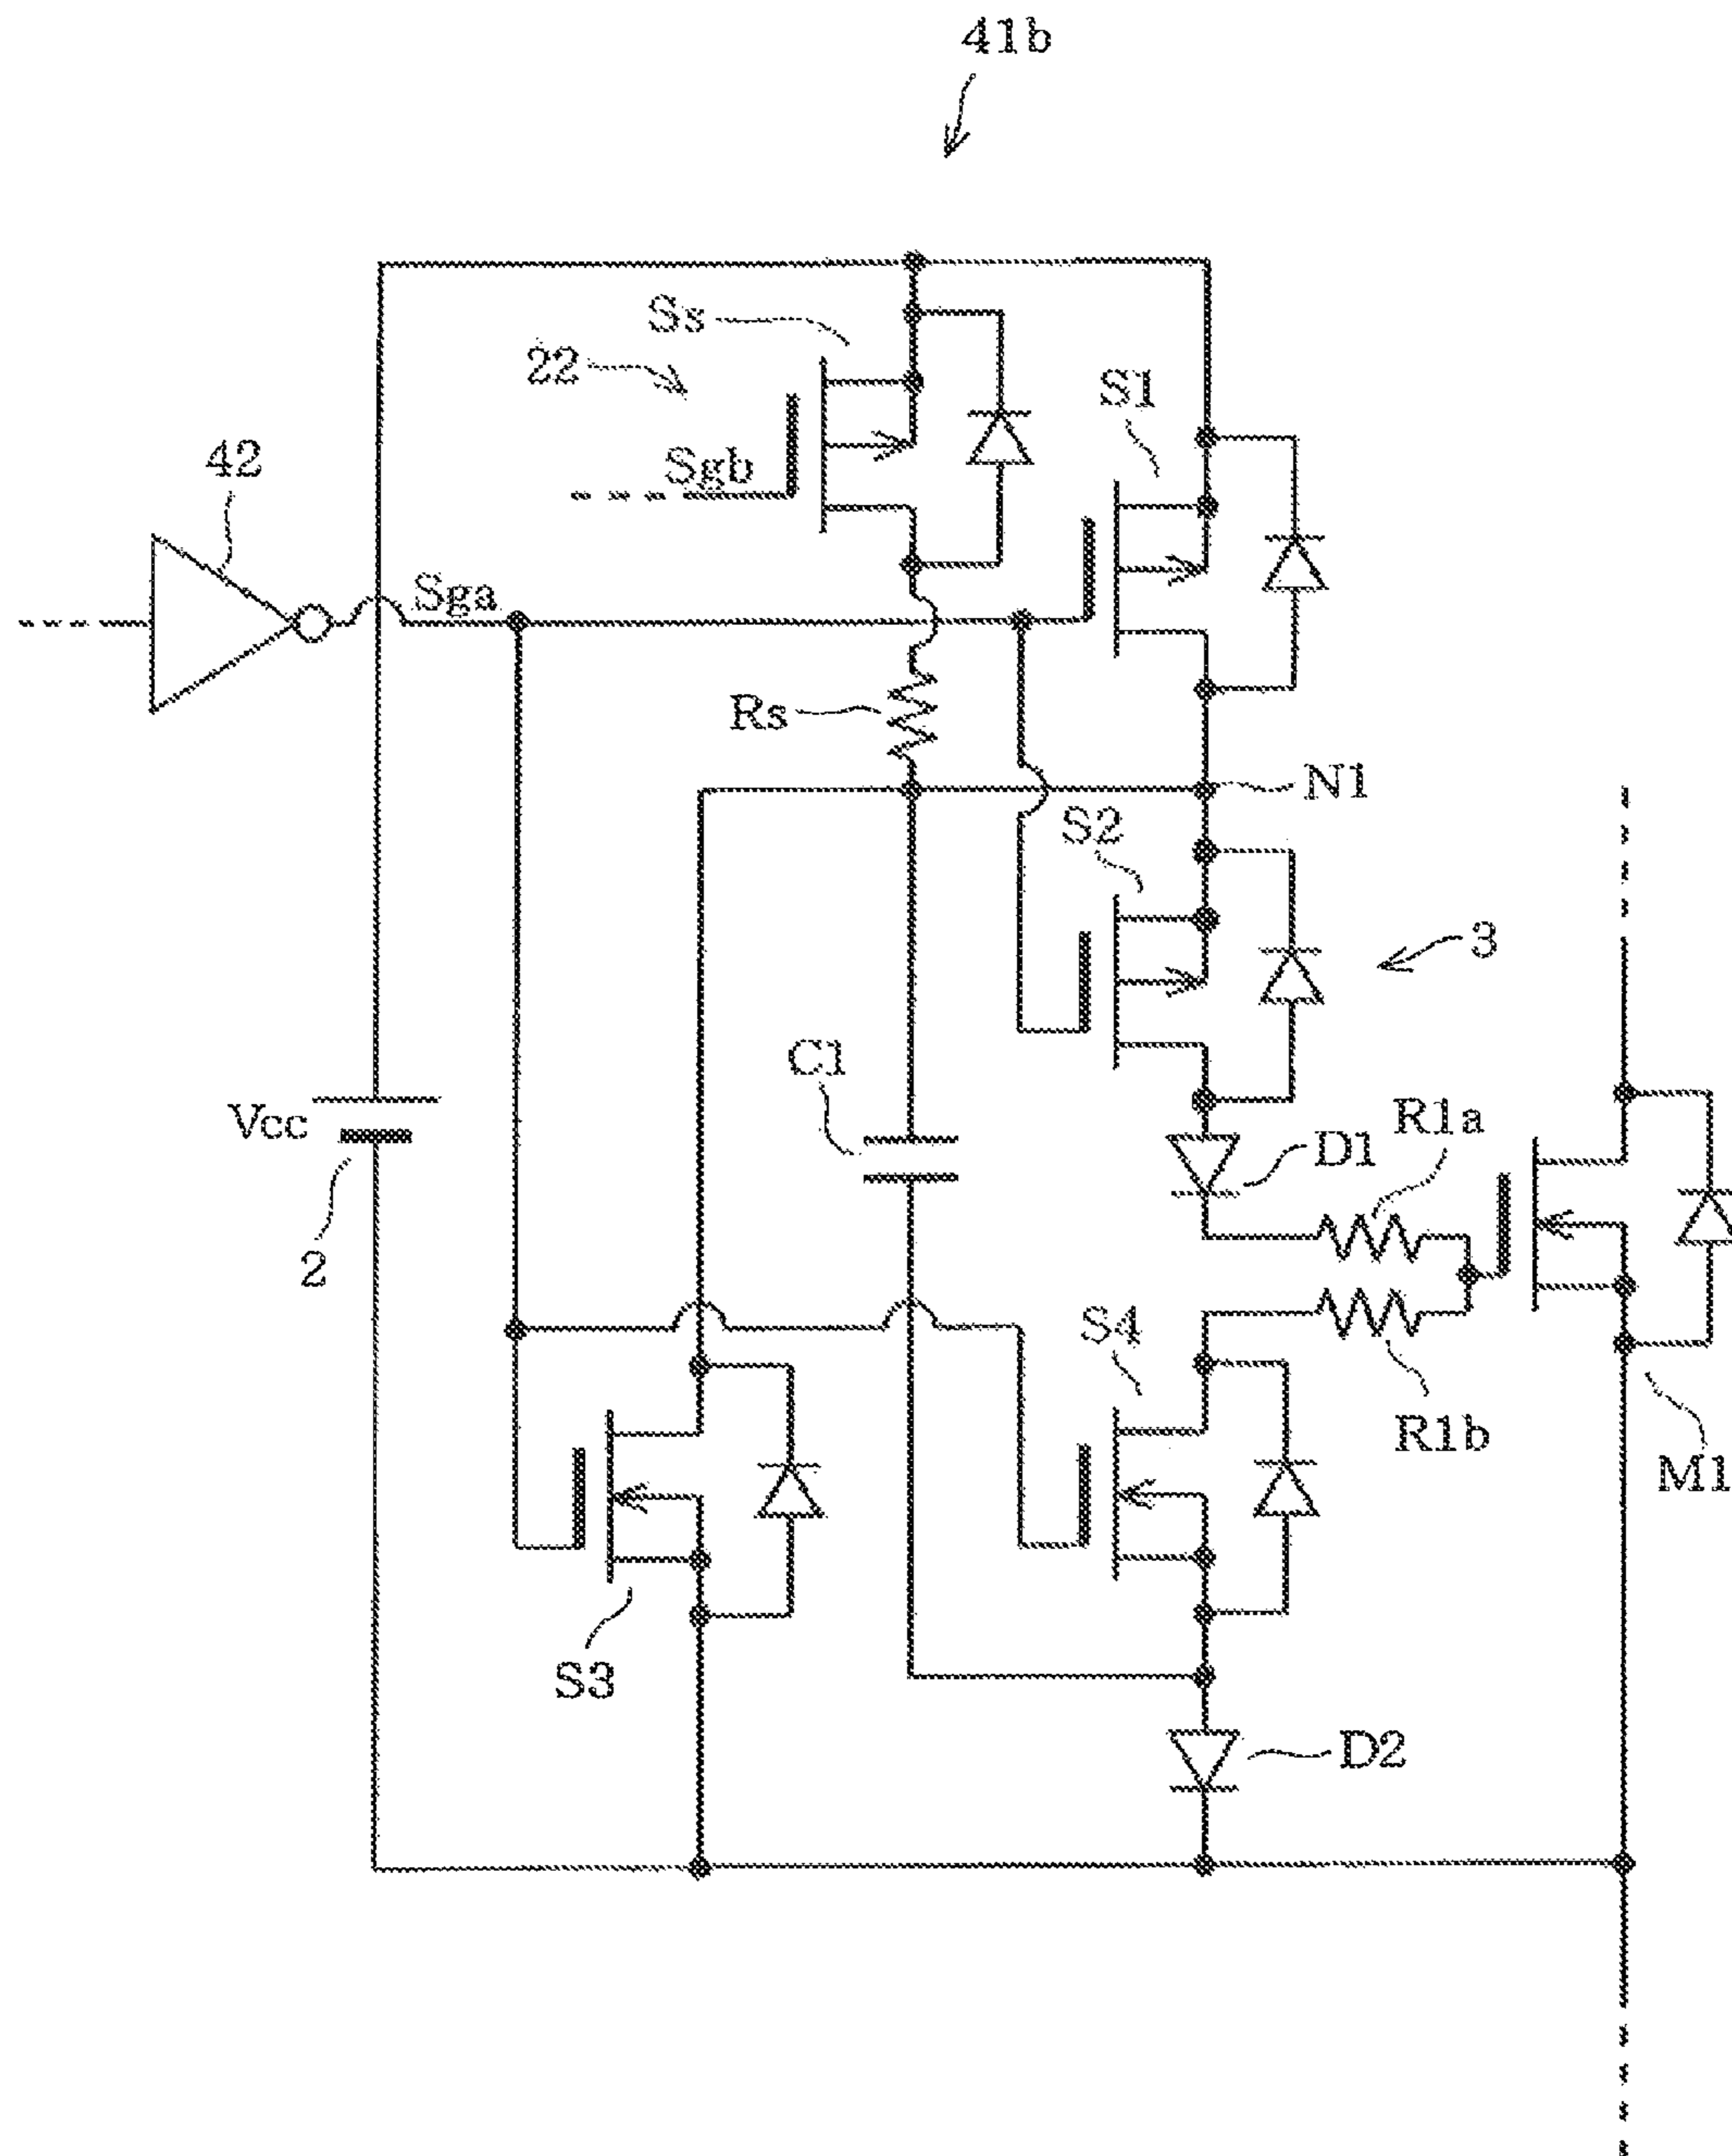 41b
Ss
22
S1
Sgb
42
Sga
Rs
N1
S2
3
C1
Vcc
R1a
D1
2
S4
R1b
M1
S3
D2